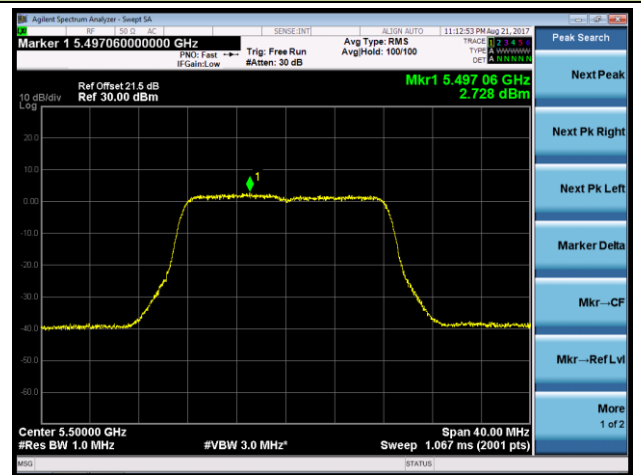 Agilent Spectrum Analyzer - Swept SA
RF 50 Ω AC SENSE:INT ALIGN AUTO 11:12:53 PM Aug 21, 2017
Marker 1 5.497060000000 GHz
PNO: Fast
IFGain:Low
Trig: Free Run
#Atten: 30 dB
Avg Type: RMS
Avg|Hold: 100/100
TRACE 1 2 3 4 5 6
TYPE A WWWWW
DET A N N N N N
Peak Search
Ref Offset 21.5 dB
10 dB/div Ref 30.00 dBm
Mkr1 5.497 06 GHz
2.728 dBm
Log
20.0
10.0
1
0.00
-10.0
-20.0
-30.0
-40.0
-50.0
-60.0
Center 5.50000 GHz Span 40.00 MHz
#Res BW 1.0 MHz #VBW 3.0 MHz* Sweep 1.067 ms (2001 pts)
MSG STATUS
Next Peak
Next Pk Right
Next Pk Left
Marker Delta
Mkr→CF
Mkr→Ref Lvl
More
1 of 2